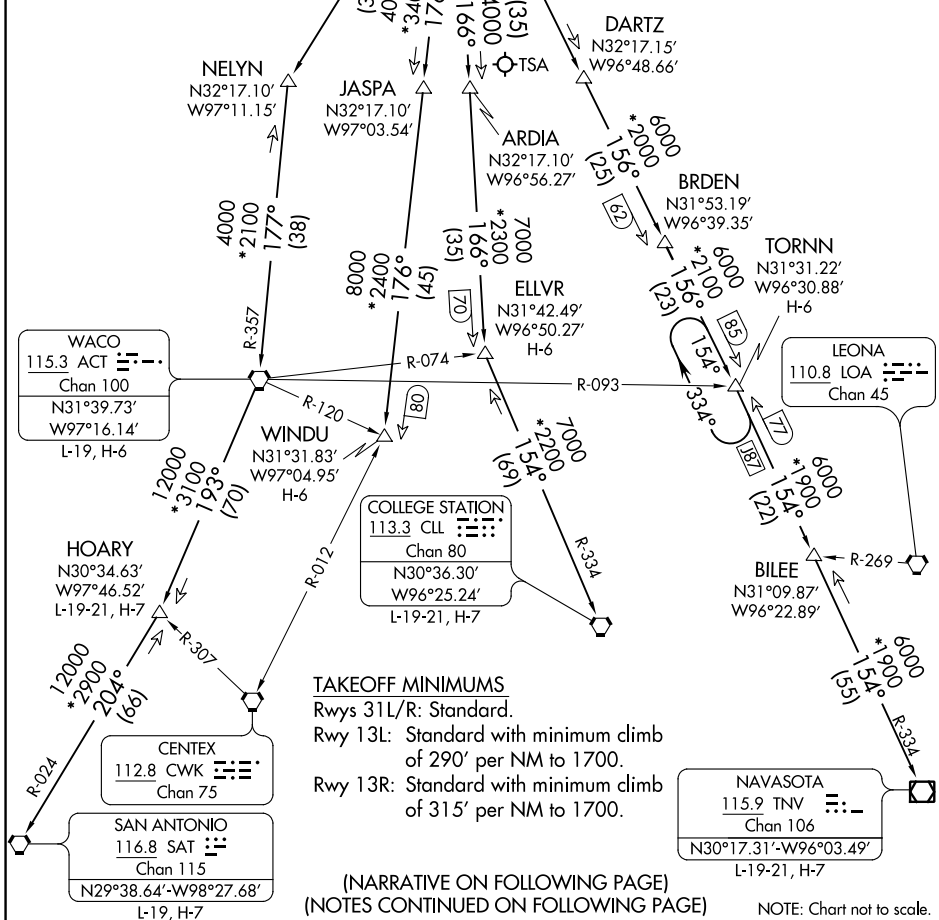 (35)
4000
166°
176
*340
40
(3
TSA
DARTZ
N32°17.15'
W96°48.66'
NELYN
N32°17.10'
W97°11.15'
JASPA
N32°17.10'
W97°03.54'
ARDIA
N32°17.10'
W96°56.27'
6000
*2000
156°
(25)
62
BRDEN
N31°53.19'
W96°39.35'
4000
*2100
177°
(38)
R-357
8000
*2400
176°
(45)
80
7000
*2300
166°
(35)
70
ELLVR
N31°42.49'
W96°50.27'
H-6
6000
*2100
156°
(23)
85
TORNN
N31°31.22'
W96°30.88'
H-6
WACO
115.3 ACT
Chan 100
N31°39.73'
W97°16.14'
L-19, H-6
R-074
R-093
R-120
LEONA
110.8 LOA
Chan 45
154°
334°
J87
77
WINDU
N31°31.83'
W97°04.95'
H-6
12000
*3100
193°
(70)
7000
*2200
154°
(69)
R-334
6000
*1900
154°
(22)
COLLEGE STATION
113.3 CLL
Chan 80
N30°36.30'
W96°25.24'
L-19-21, H-7
R-012
HOARY
N30°34.63'
W97°46.52'
L-19-21, H-7
R-307
R-269
BILEE
N31°09.87'
W96°22.89'
12000
*2900
204°
(66)
R-024
6000
*1900
154°
(55)
R-334
CENTEX
112.8 CWK
Chan 75
TAKEOFF MINIMUMS
Rwys 31L/R: Standard.
Rwy 13L: Standard with minimum climb
of 290' per NM to 1700.
Rwy 13R: Standard with minimum climb
of 315' per NM to 1700.
NAVASOTA
115.9 TNV
Chan 106
N30°17.31'-W96°03.49'
L-19-21, H-7
SAN ANTONIO
116.8 SAT
Chan 115
N29°38.64'-W98°27.68'
L-19, H-7
(NARRATIVE ON FOLLOWING PAGE)
(NOTES CONTINUED ON FOLLOWING PAGE)
NOTE: Chart not to scale.